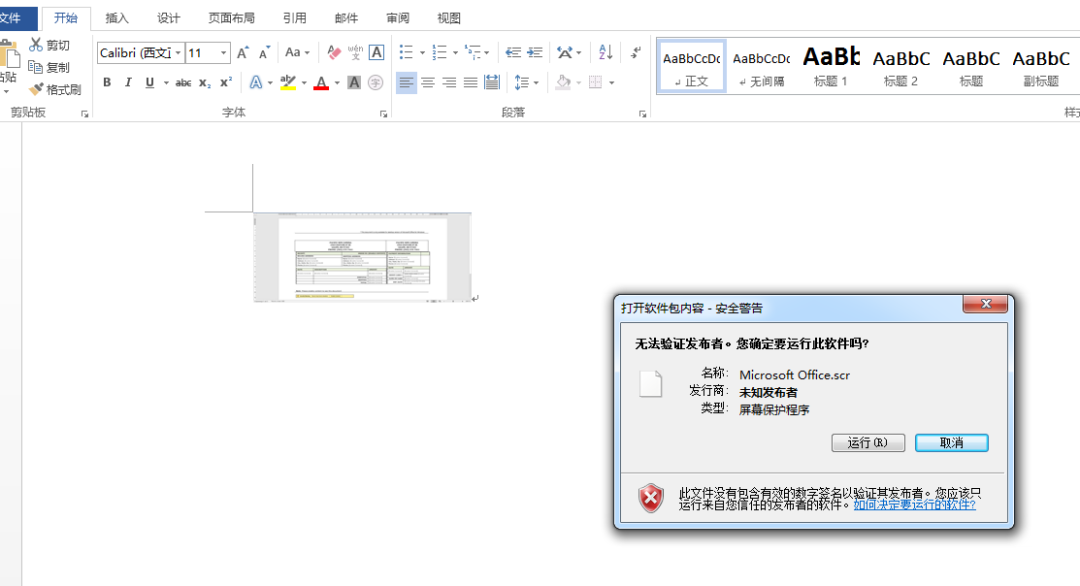 文件 开始 插入 设计 页面布局 引用 邮件 审阅 视图
剪切
复制
粘贴
格式刷
Calibri (西文正 11
Aa
wén
文
A
B I U abc X₂ X² A aby A A 字
A
Z
AaBbCcDc AaBbCcDc AaBb AaBbC AaBbC AaBbC
正文 无间隔 标题 1 标题 2 标题 副标题
剪贴板 字体 段落 样式
打开软件包内容 - 安全警告
无法验证发布者。您确定要运行此软件吗?
名称: Microsoft Office.scr
发行商: 未知发布者
类型: 屏幕保护程序
运行(R) 取消
此文件没有包含有效的数字签名以验证其发布者。您应该只
运行来自您信任的发布者的软件。如何决定要运行的软件?